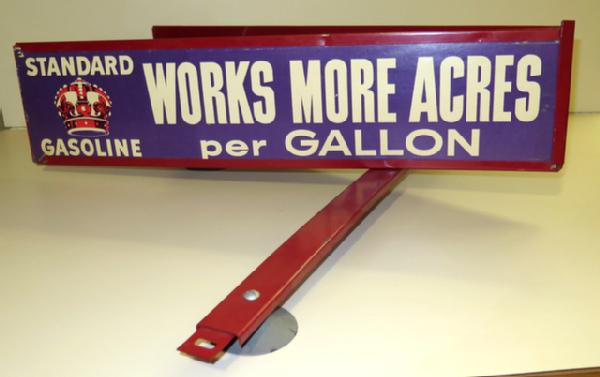 STANDARD
GASOLINE
WORKS MORE ACRES
per GALLON